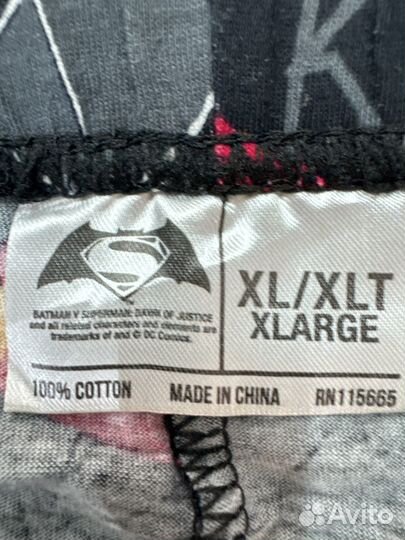 K
S
BATMAN V SUPERMAN: DAWN OF JUSTICE
and all related characters and elements are
trademarks of and © DC Comics.
XL/XLT
XLARGE
100% COTTON
MADE IN CHINA
RN115665
Avito